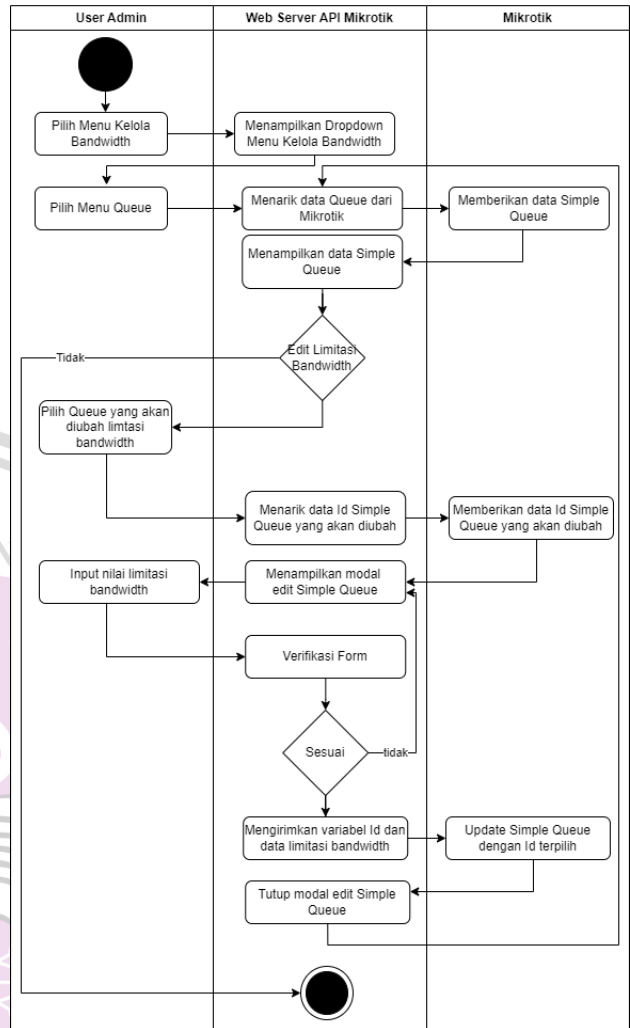 User Admin
Web Server API Mikrotik
Mikrotik
Pilih Menu Kelola
Bandwidth
Menampilkan Dropdown
Menu Kelola Bandwidth
Pilih Menu Queue
Menarik data Queue dari
Mikrotik
Memberikan data Simple
Queue
Menampilkan data Simple
Queue
Edit Limitasi
Bandwidth
Tidak
Pilih Queue yang akan
diubah limtasi
bandwidth
Menarik data Id Simple
Queue yang akan diubah
Memberikan data Id Simple
Queue yang akan diubah
Input nilai limitasi
bandwidth
Menampilkan modal
edit Simple Queue
Verifikasi Form
Sesuai
tidak
Mengirimkan variabel Id dan
data limitasi bandwidth
Update Simple Queue
dengan Id terpilih
Tutup modal edit Simple
Queue